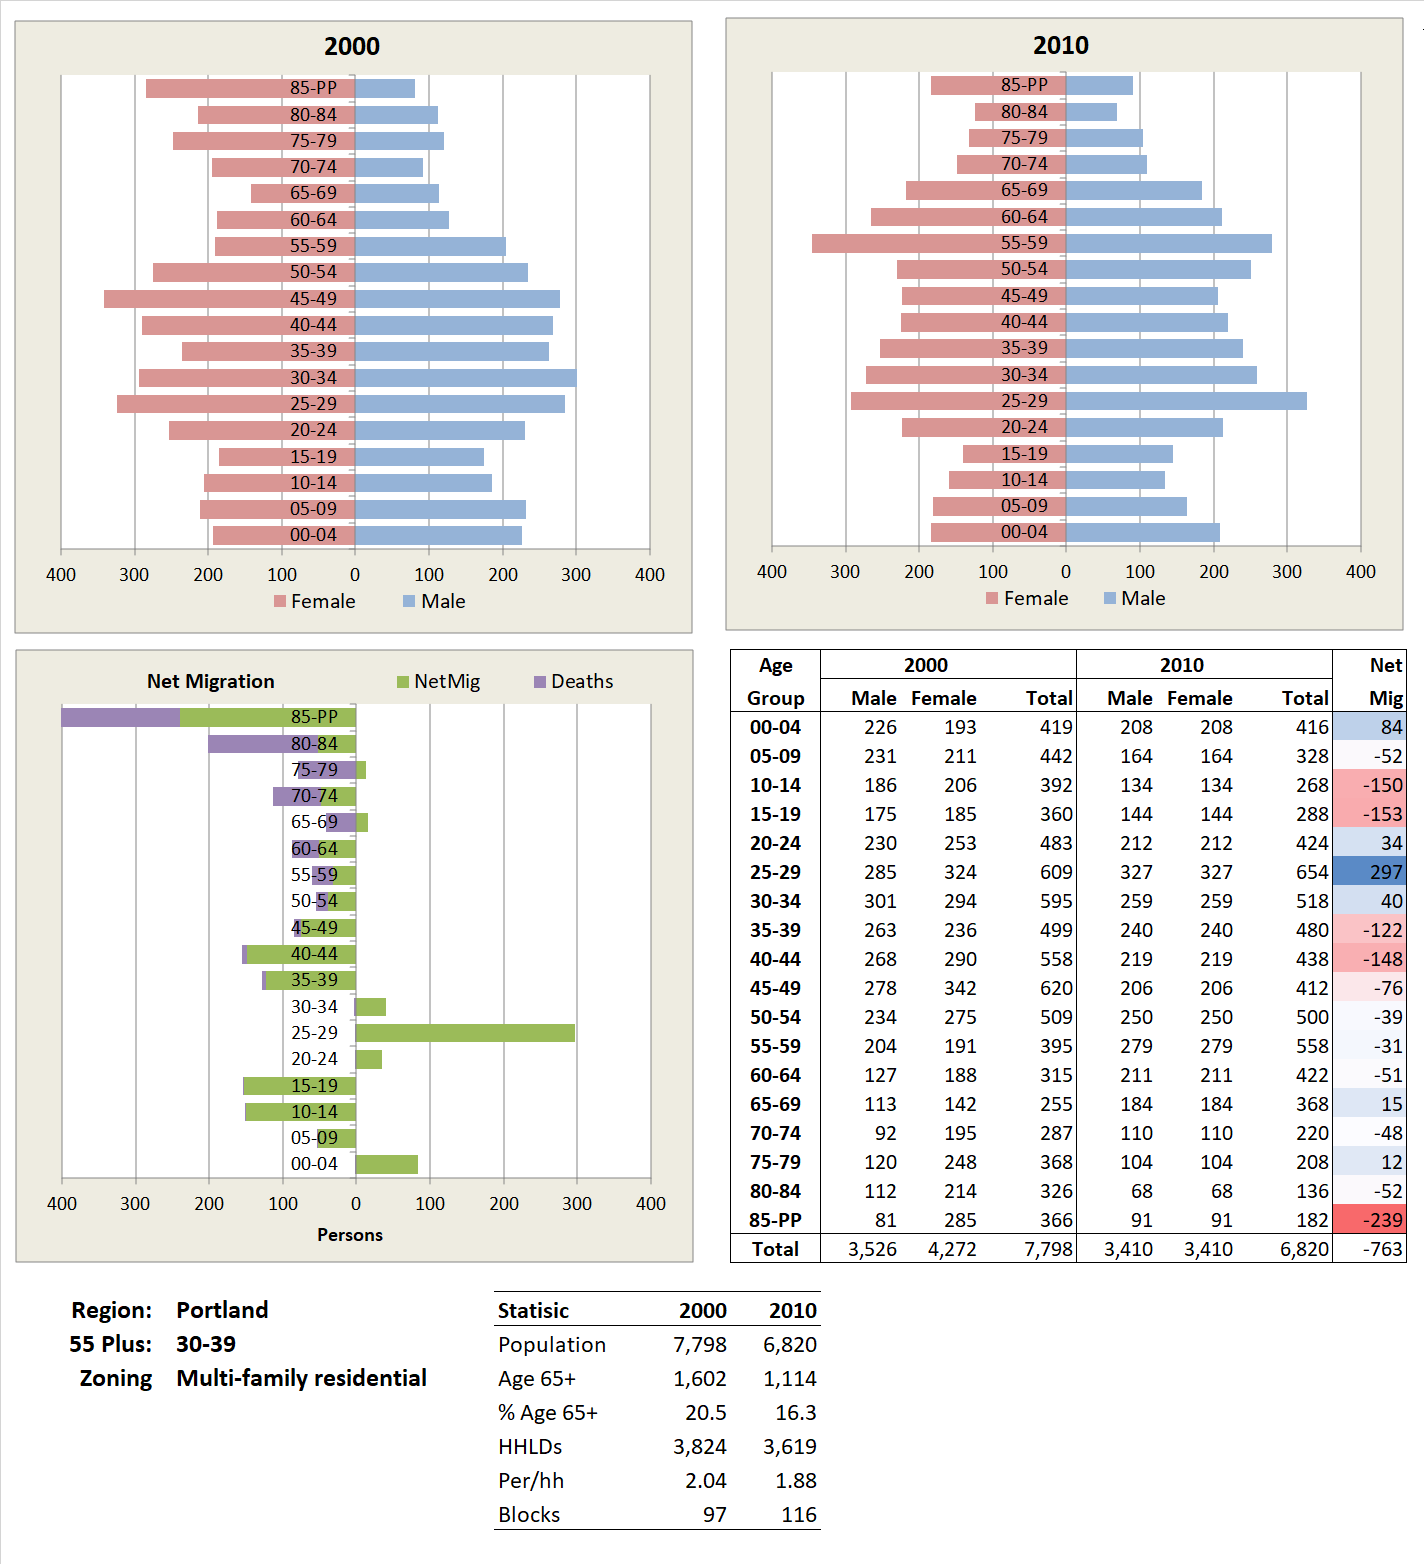 2000
85-PP
80-84
75-79
70-74
65-69
60-64
55-59
50-54
45-49
40-44
35-39
30-34
25-29
20-24
15-19
10-14
05-09
00-04
400 300 200 100 0 100 200 300 400
Female Male
2010
85-PP
80-84
75-79
70-74
65-69
60-64
55-59
50-54
45-49
40-44
35-39
30-34
25-29
20-24
15-19
10-14
05-09
00-04
400 300 200 100 0 100 200 300 400
Female Male
Net Migration NetMig Deaths
85-PP
80-84
75-79
70-74
65-69
60-64
55-59
50-54
45-49
40-44
35-39
30-34
25-29
20-24
15-19
10-14
05-09
00-04
400 300 200 100 0 100 200 300 400
Persons
Age 2000 2010 Net
Group Male Female Total Male Female Total Mig
00-04 226 193 419 208 208 416 84
05-09 231 211 442 164 164 328 -52
10-14 186 206 392 134 134 268 -150
15-19 175 185 360 144 144 288 -153
20-24 230 253 483 212 212 424 34
25-29 285 324 609 327 327 654 297
30-34 301 294 595 259 259 518 40
35-39 263 236 499 240 240 480 -122
40-44 268 290 558 219 219 438 -148
45-49 278 342 620 206 206 412 -76
50-54 234 275 509 250 250 500 -39
55-59 204 191 395 279 279 558 -31
60-64 127 188 315 211 211 422 -51
65-69 113 142 255 184 184 368 15
70-74 92 195 287 110 110 220 -48
75-79 120 248 368 104 104 208 12
80-84 112 214 326 68 68 136 -52
85-PP 81 285 366 91 91 182 -239
Total 3,526 4,272 7,798 3,410 3,410 6,820 -763
Region: Portland
55 Plus: 30-39
Zoning Multi-family residential
Statisic 2000 2010
Population 7,798 6,820
Age 65+ 1,602 1,114
% Age 65+ 20.5 16.3
HHLDs 3,824 3,619
Per/hh 2.04 1.88
Blocks 97 116